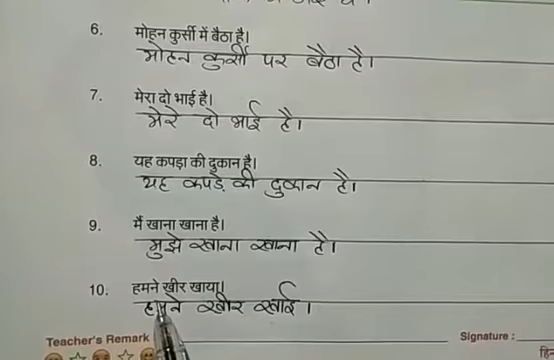 6. मोहन कुर्सी में बैठा है।
मोहन कुर्सी पर बैठा है।
7. मेरा दो भाई है।
मेरे दो भाई है।
8. यह कपड़ा की दुकान है।
यह कपड़े की दुकान है।
9. मैं खाना खाना है।
मुझे खाना खाना है।
10. हमने खीर खाया।
हमने खीर खाई।
Teacher's Remark
Signature :